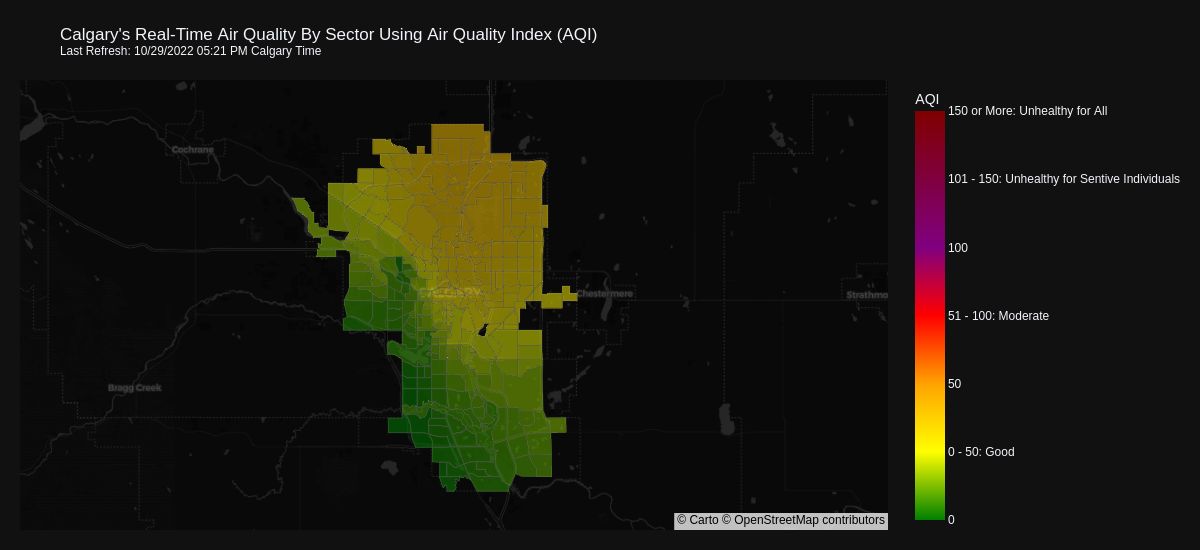 Calgary's Real-Time Air Quality By Sector Using Air Quality Index (AQI)
Last Refresh: 10/29/2022 05:21 PM Calgary Time
AQI
150 or More: Unhealthy for All
101 - 150: Unhealthy for Sentive Individuals
100
51 - 100: Moderate
50
0 - 50: Good
0
Cochrane
CALGARY
Chestermere
Strathmo
Bragg Creek
© Carto © OpenStreetMap contributors